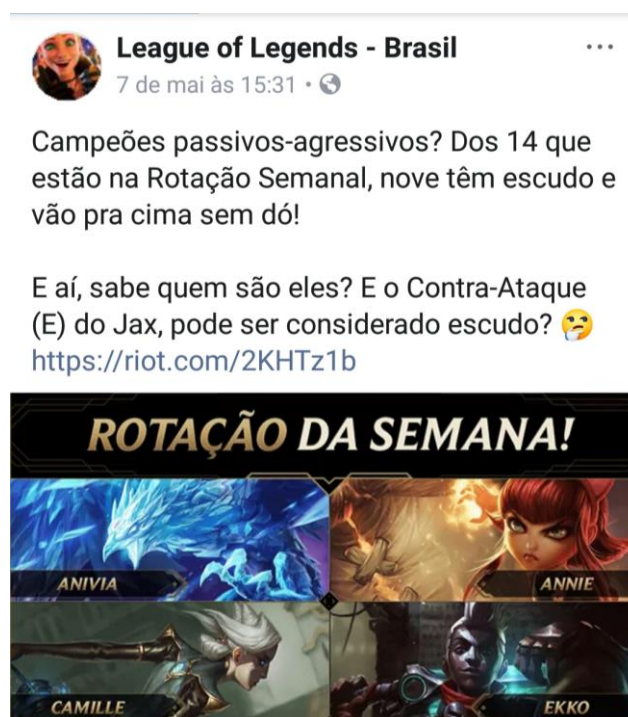 League of Legends - Brasil
7 de mai às 15:31
Campeões passivos-agressivos? Dos 14 que
estão na Rotação Semanal, nove têm escudo e
vão pra cima sem dó!
E aí, sabe quem são eles? E o Contra-Ataque
(E) do Jax, pode ser considerado escudo? 🤔
https://riot.com/2KHTz1b
ROTAÇÃO DA SEMANA!
ANIVIA
ANNIE
CAMILLE
EKKO